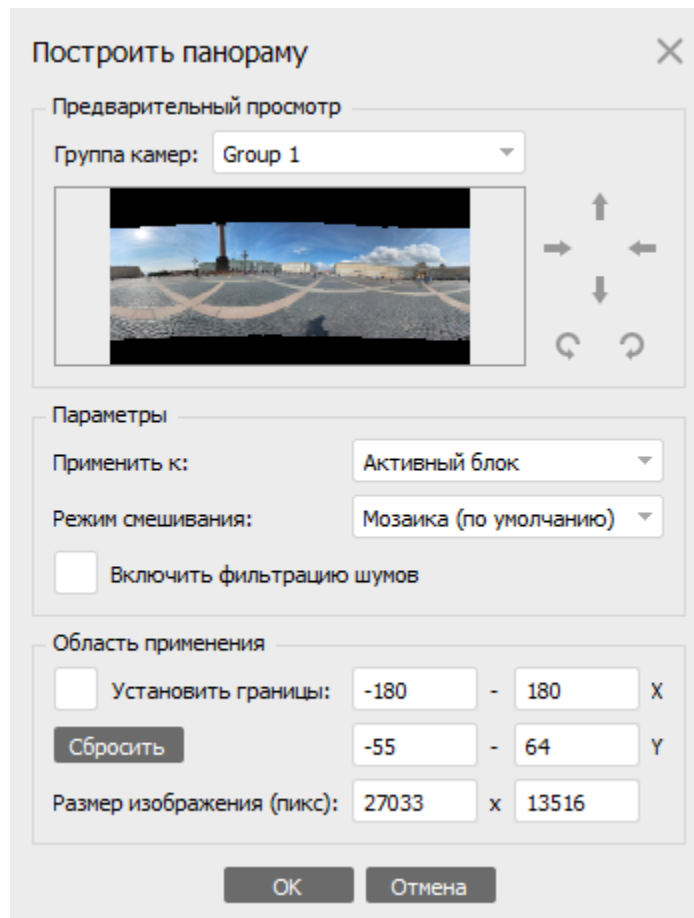 Построить панораму
Предварительный просмотр
Группа камер: Group 1
Параметры
Применить к: Активный блок
Режим смешивания: Мозаика (по умолчанию)
Включить фильтрацию шумов
Область применения
Установить границы: -180 - 180 X
Сбросить -55 - 64 Y
Размер изображения (пикс): 27033 x 13516
OK Отмена